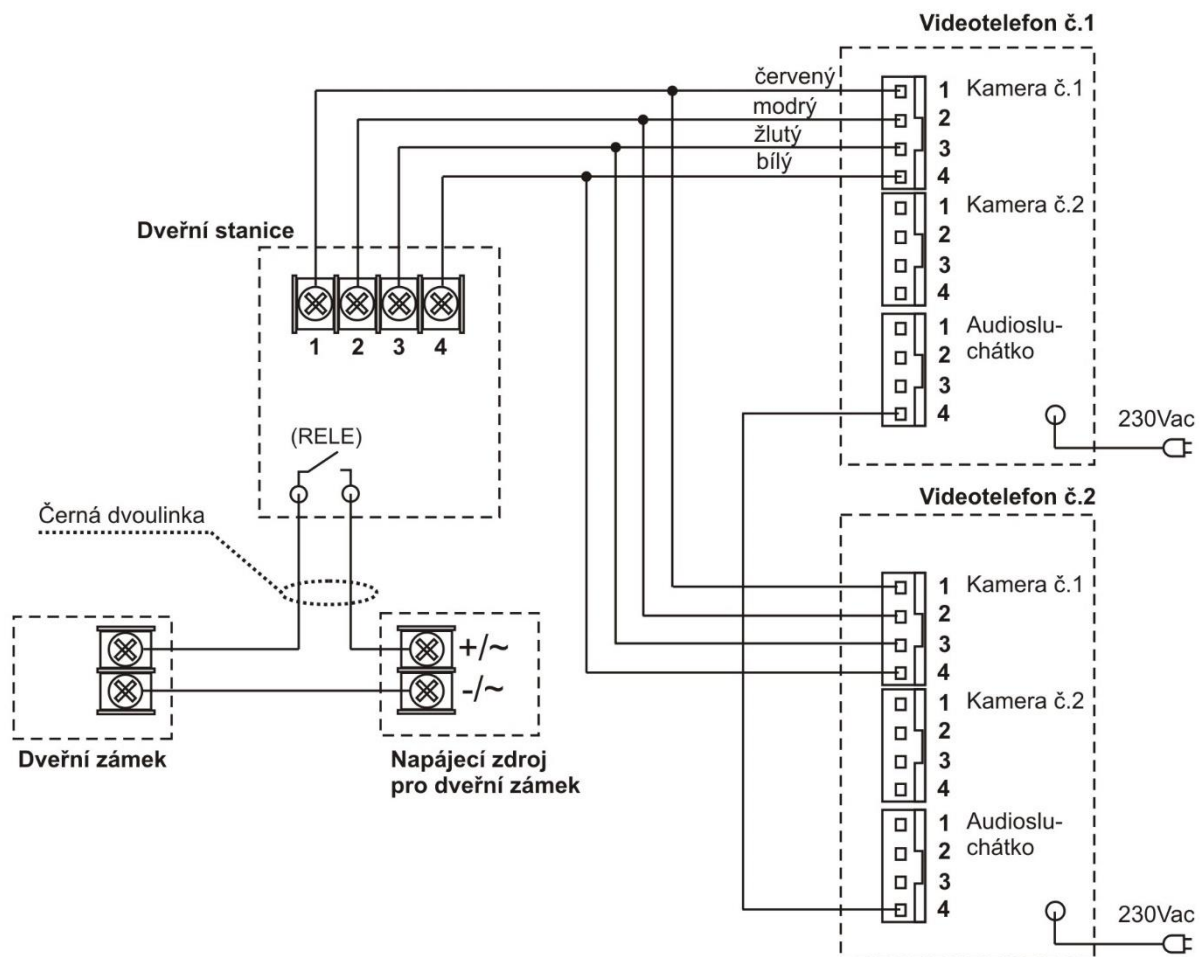 Videotelefon č.1
červený
modrý
žlutý
bílý
1 Kamera č.1
2
3
4
1 Kamera č.2
2
3
4
1 Audioslu-
2 chátko
3
4
230Vac
Dveřní stanice
1 2 3 4
(RELE)
Černá dvoulinka
+/~
-/~
Dveřní zámek
Napájecí zdroj
pro dveřní zámek
Videotelefon č.2
1 Kamera č.1
2
3
4
1 Kamera č.2
2
3
4
1 Audioslu-
2 chátko
3
4
230Vac